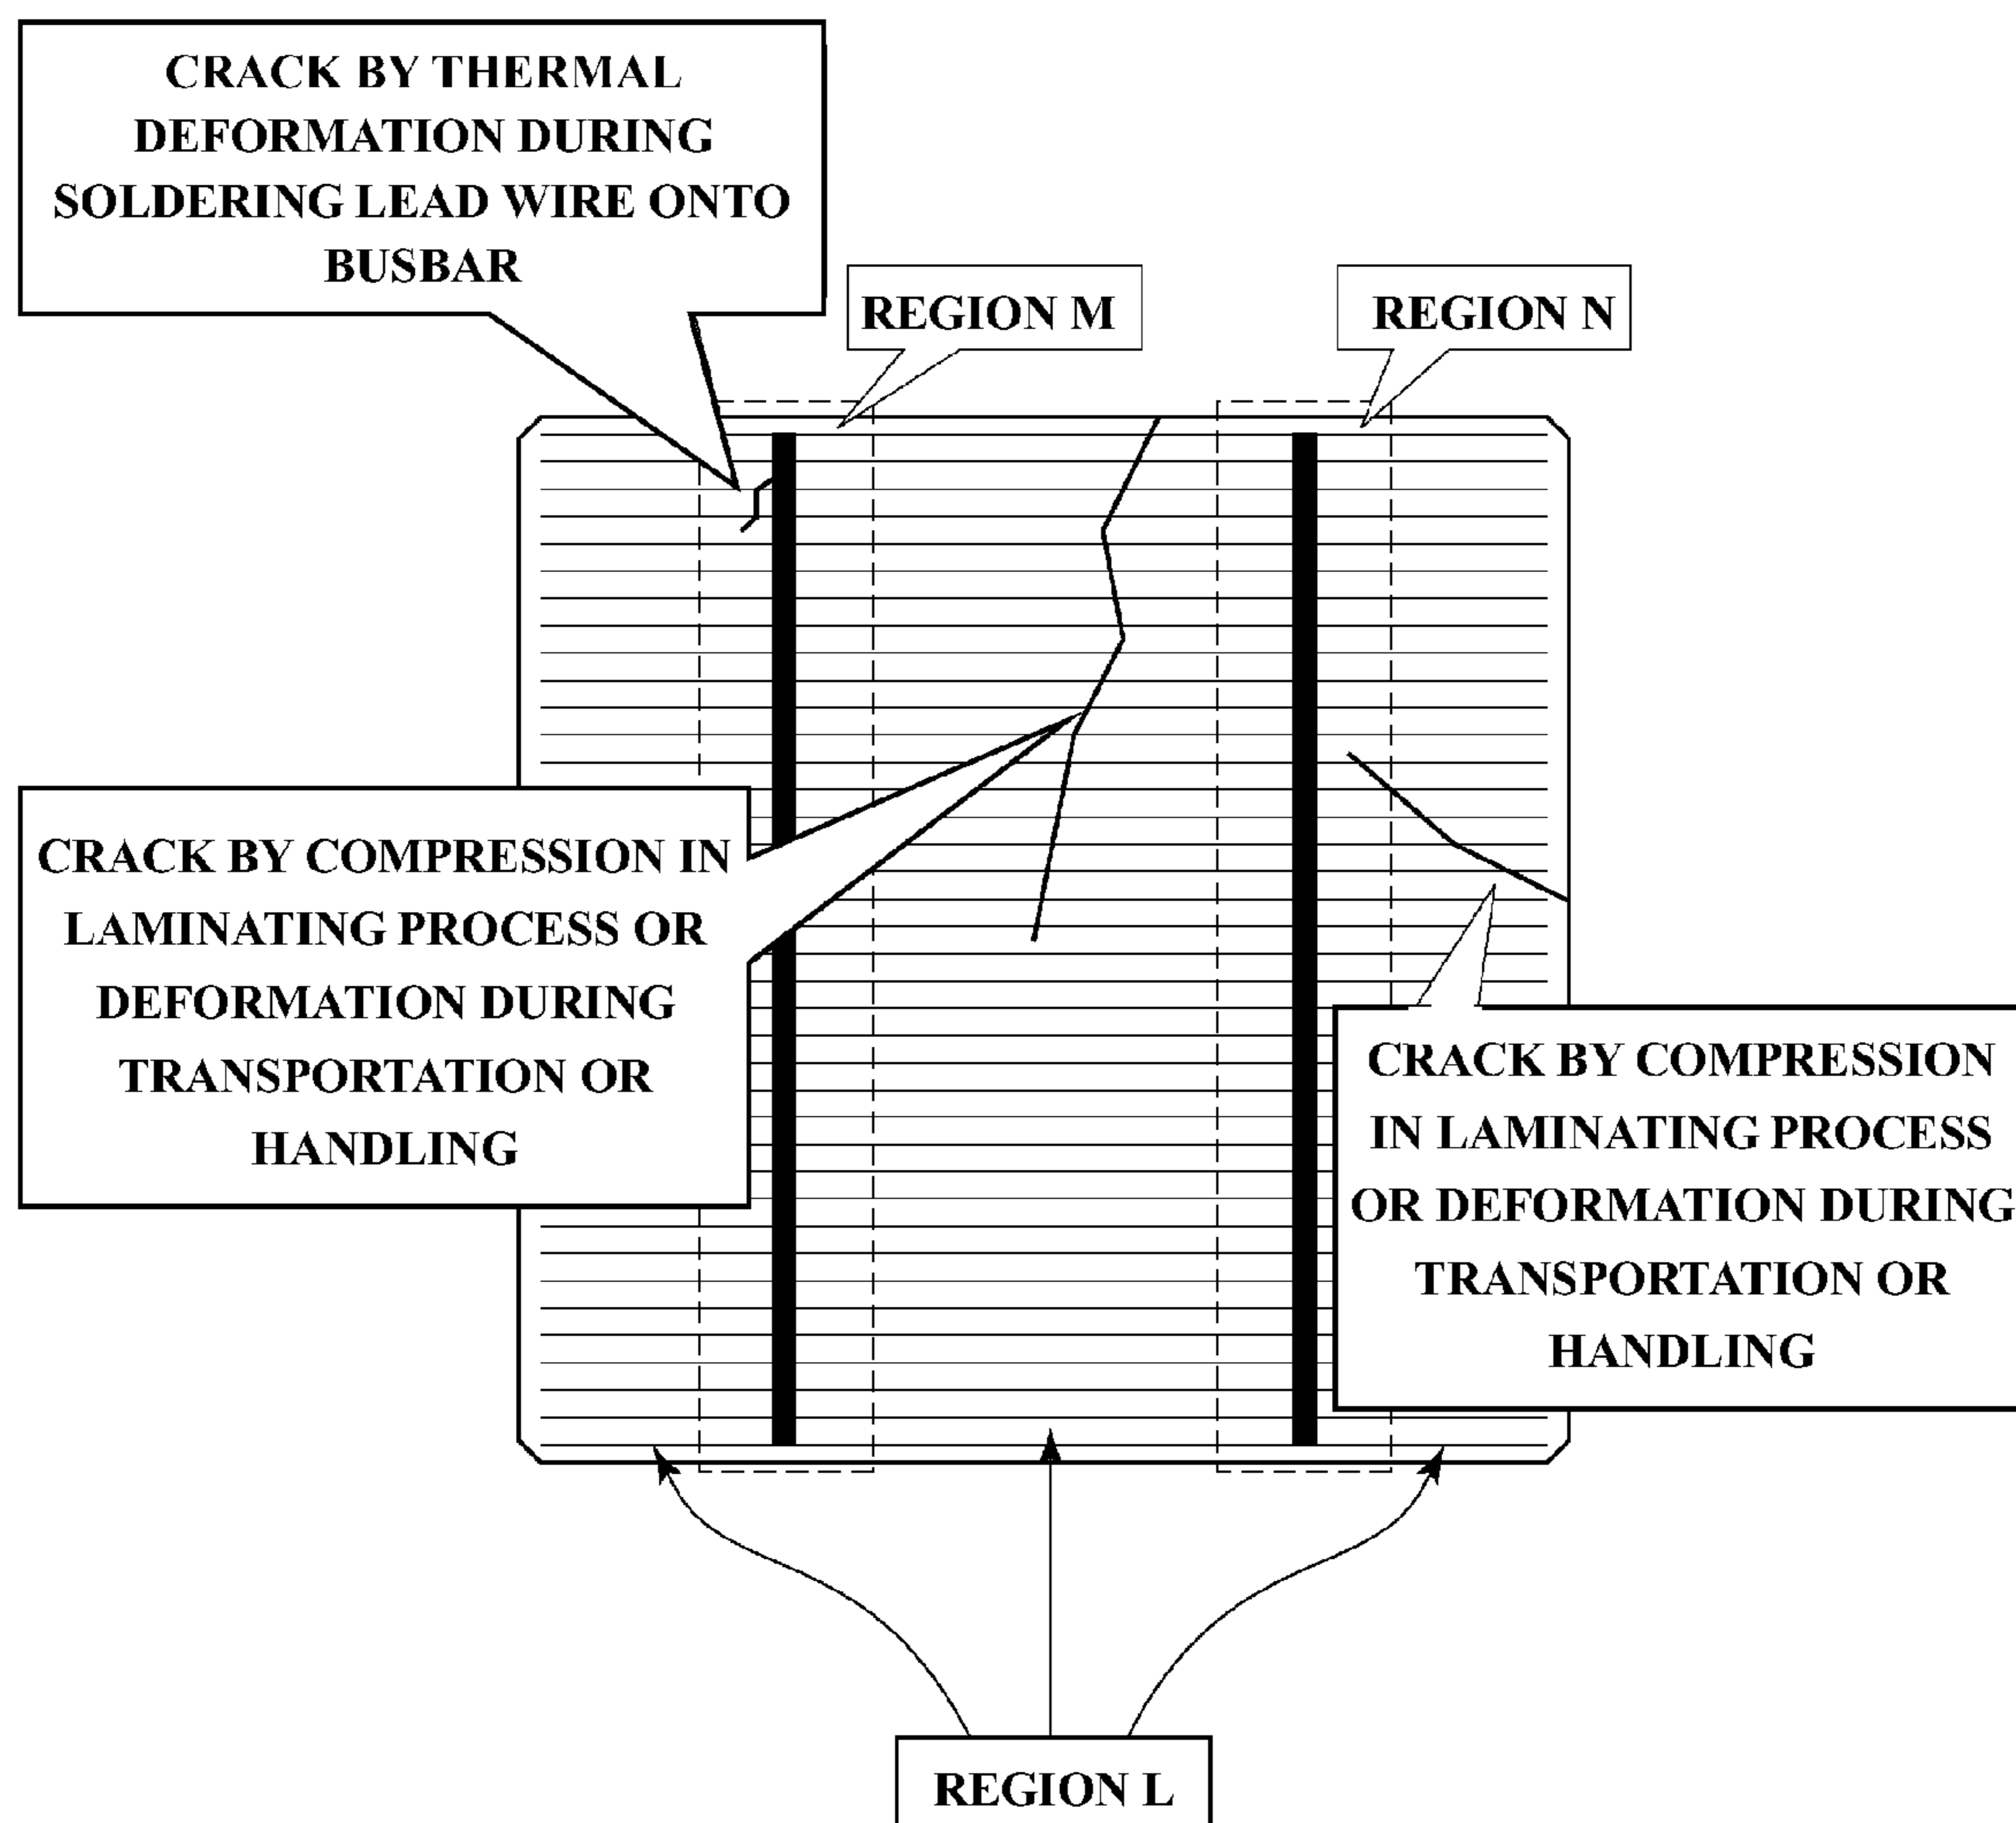 CRACK BY THERMAL
DEFORMATION DURING
SOLDERING LEAD WIRE ONTO
BUSBAR
REGION M
REGION N
CRACK BY COMPRESSION IN
LAMINATING PROCESS OR
DEFORMATION DURING
TRANSPORTATION OR
HANDLING
CRACK BY COMPRESSION
IN LAMINATING PROCESS
OR DEFORMATION DURING
TRANSPORTATION OR
HANDLING
REGION L